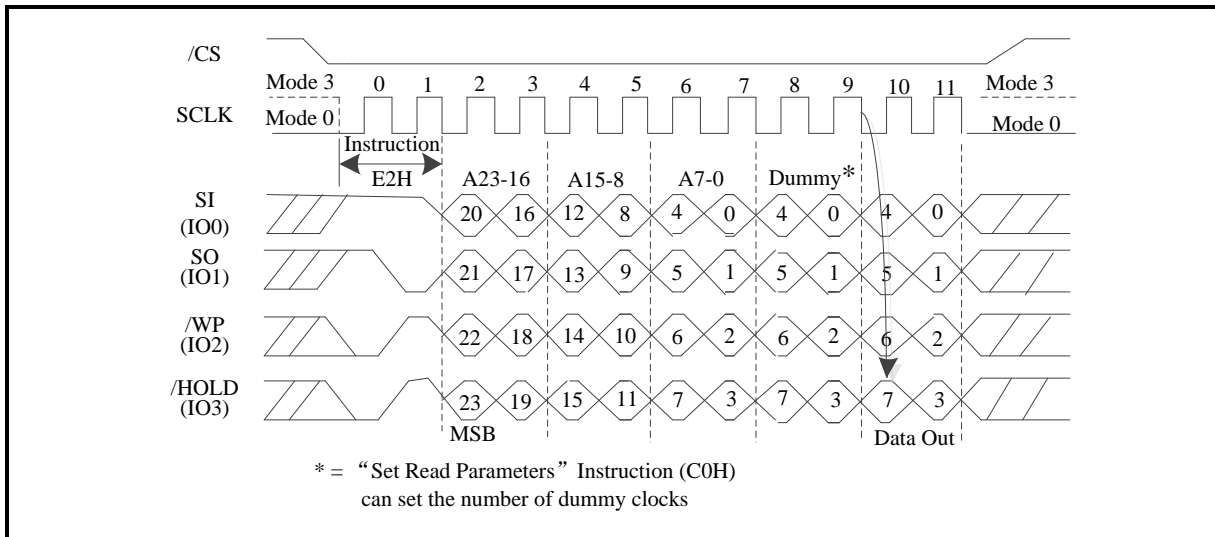 /CS
Mode 3 0 1 2 3 4 5 6 7 8 9 10 11 Mode 3
SCLK
Mode 0 Mode 0
Instruction
E2H A23-16 A15-8 A7-0 Dummy*
SI
(IO0)
20 16 12 8 4 0 4 0 4 0
SO
(IO1)
21 17 13 9 5 1 5 1 5 1
/WP
(IO2)
22 18 14 10 6 2 6 2 6 2
/HOLD
(IO3)
23 19 15 11 7 3 7 3 7 3
MSB Data Out
* = “Set Read Parameters” Instruction (C0H)
can set the number of dummy clocks